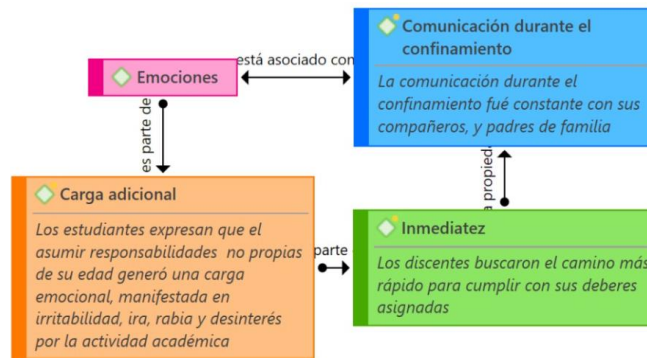 Comunicación durante el
confinamiento
La comunicación durante el
confinamiento fué constante con sus
compañeros, y padres de familia
está asociado con
Emociones
es parte de
Carga adicional
Los estudiantes expresan que el
asumir responsabilidades no propias
de su edad generó una carga
emocional, manifestada en
irritabilidad, ira, rabia y desinterés
por la actividad académica
parte
propied
Inmediatez
Los discentes buscaron el camino más
rápido para cumplir con sus deberes
asignadas